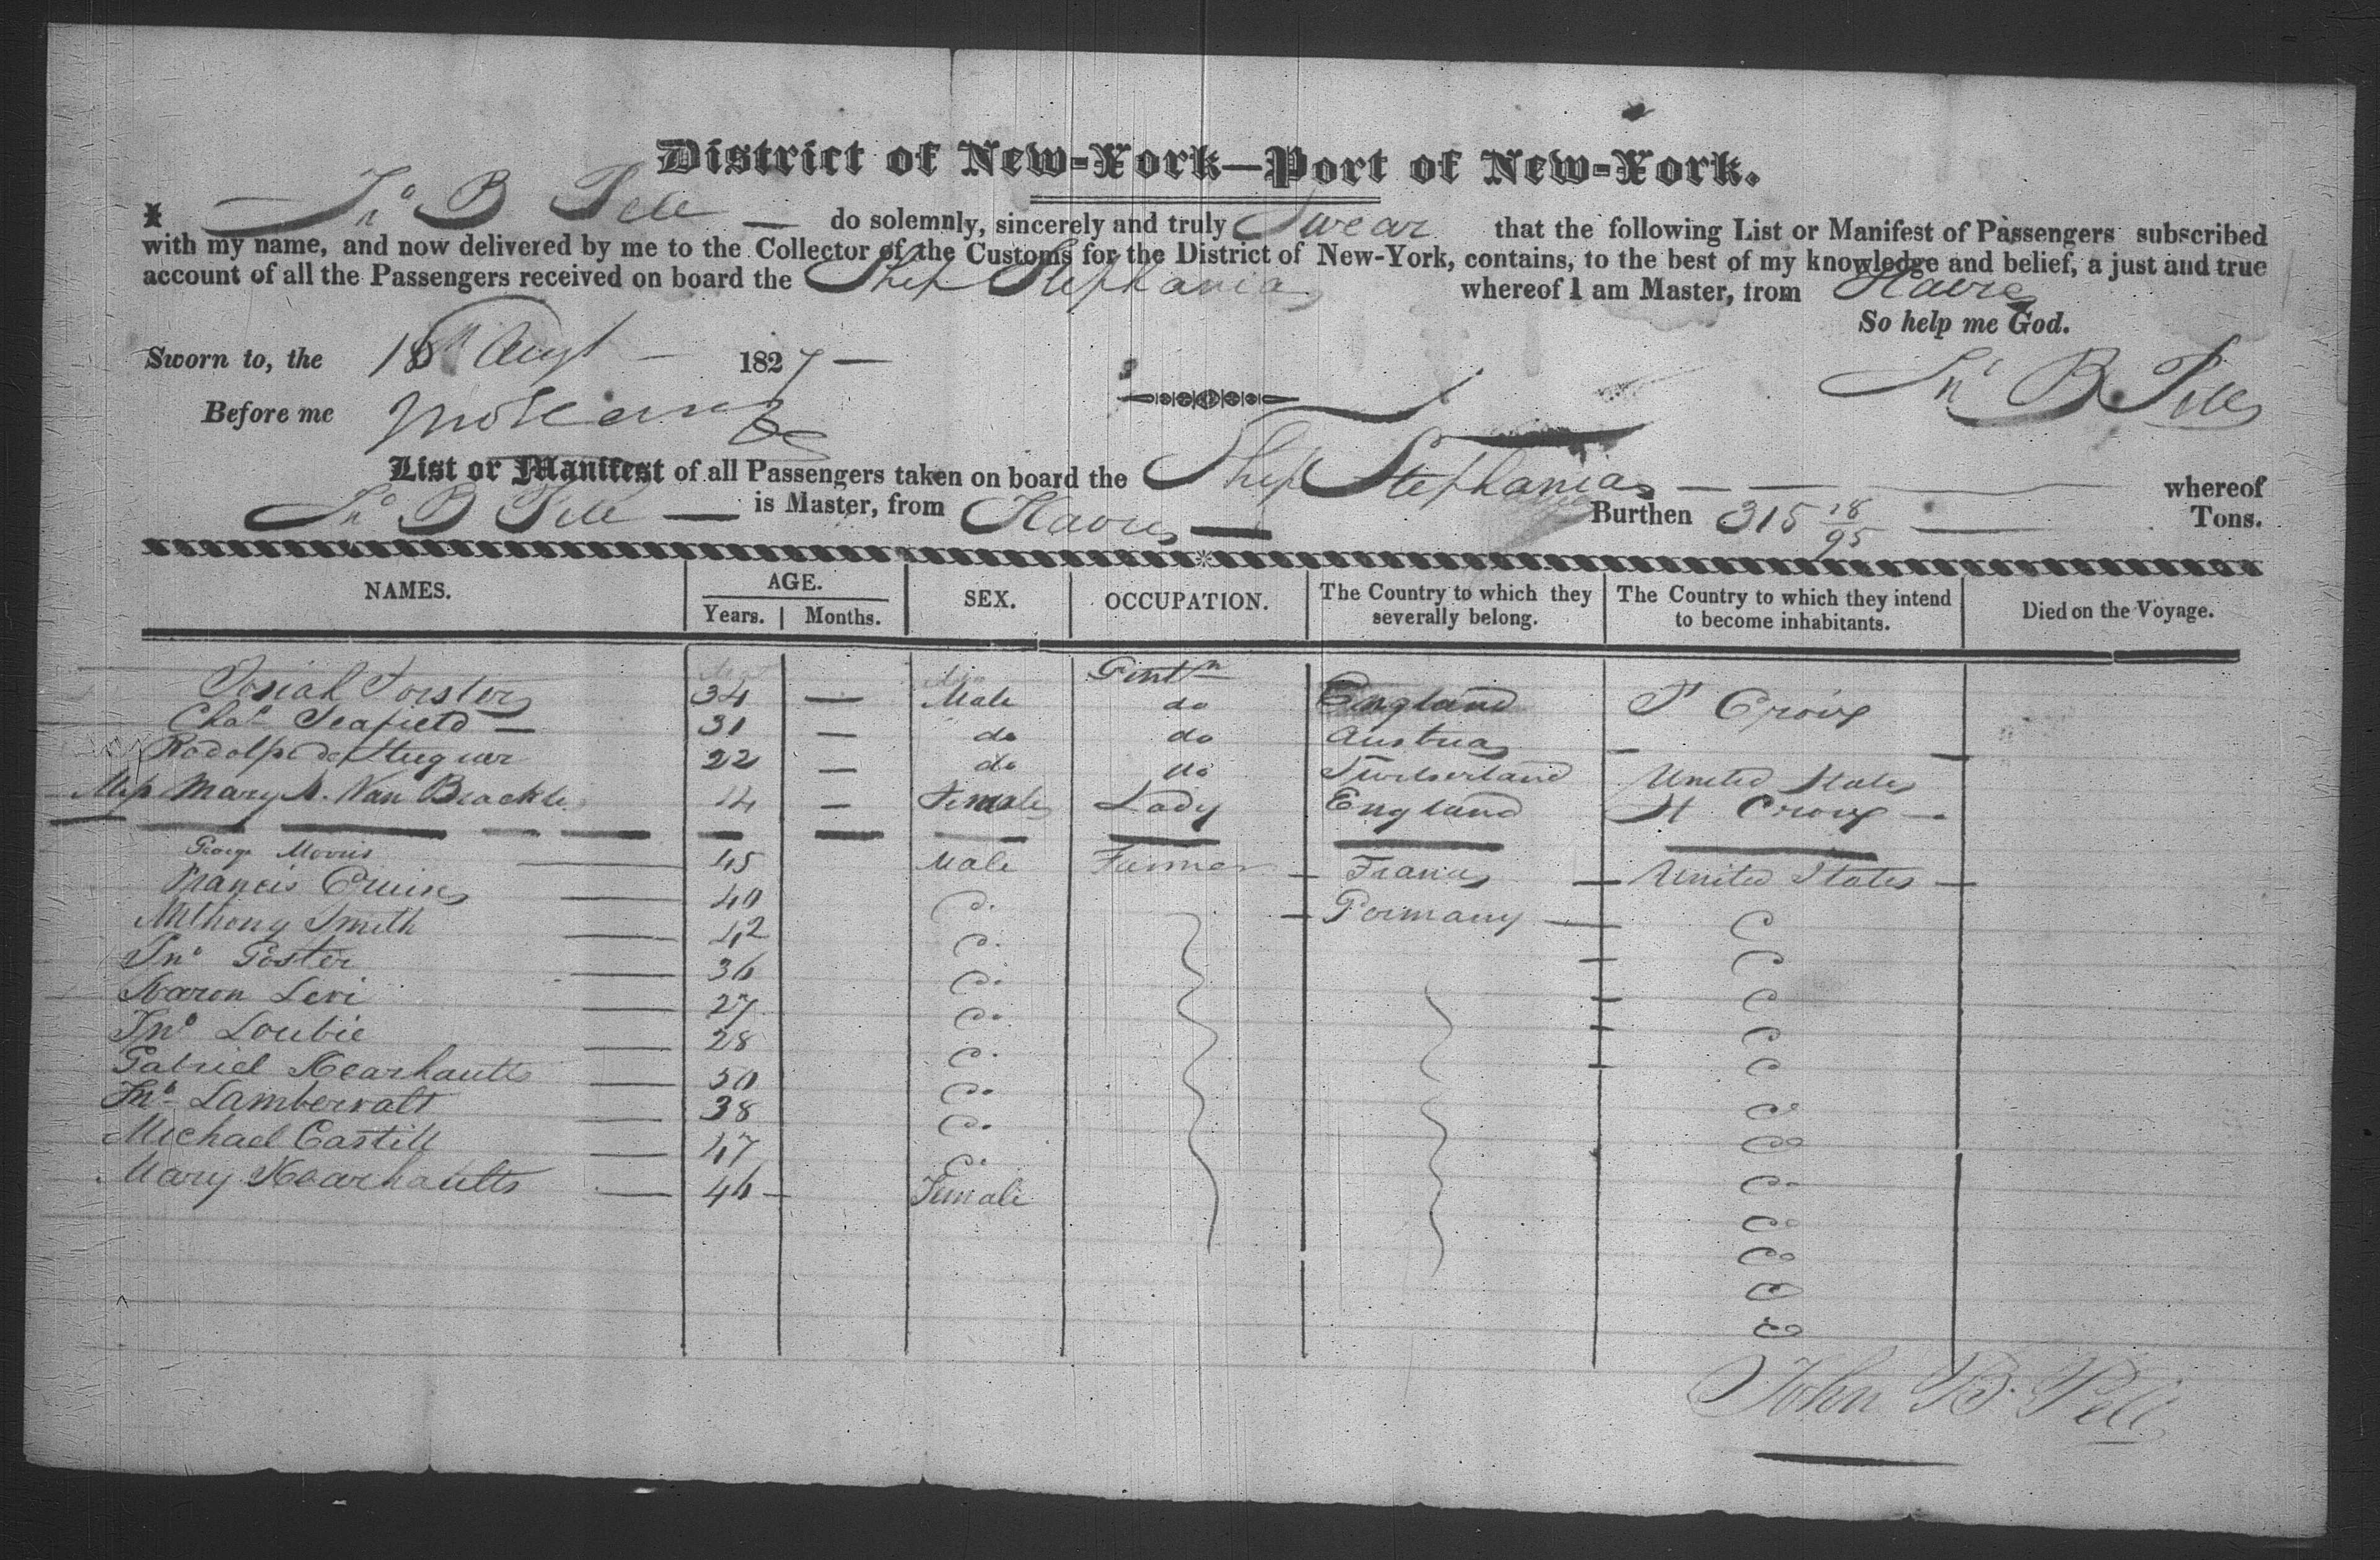 District of New-York—Port of New-York.
I Jnº B Pell do solemnly, sincerely and truly Swear that the following List or Manifest of Passengers subscribed
with my name, and now delivered by me to the Collector of the Customs for the District of New-York, contains, to the best of my knowledge and belief, a just and true
account of all the Passengers received on board the Ship Stephania whereof I am Master, from Havre
So help me God.
Sworn to, the 18th Augt 1827
Jnº B Pell
Before me
List or Manifest of all Passengers taken on board the Ship Stephania whereof
Jnº B Pell is Master, from Havre Burthen 315 18/95 Tons.
NAMES. AGE. Years. Months. SEX. OCCUPATION. The Country to which they severally belong. The Country to which they intend to become inhabitants. Died on the Voyage.
Josiah Forster 34 — Male Gentn England St Croix
Chas Seafield — 31 — do do Austria —
Rodolph de 22 — do do Switserland United States
Miss Mary A. Van Brackle 14 — Female Lady England St Croix —
George Morris 45 Male Farmer — France — United States —
Francis 40 Germany
Anthony Smith 42
Jnº Foster 36
Aaron Levi 27
Jnº Loubie 28
Gabriel Kearhautts 50
Jnº Lambervalt 38
Michael Castill 47
Mary Kearhautts 46 Female
John B. Pell